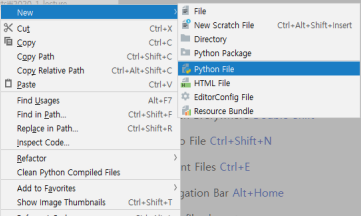 New
Cut Ctrl+X
Copy Ctrl+C
Copy Path Ctrl+Shift+C
Copy Relative Path Ctrl+Alt+Shift+C
Paste Ctrl+V
Find Usages Alt+F7
Find in Path... Ctrl+Shift+F
Replace in Path... Ctrl+Shift+R
Inspect Code...
Refactor
Clean Python Compiled Files
Add to Favorites
Show Image Thumbnails Ctrl+Shift+T
File
New Scratch File Ctrl+Alt+Shift+Insert
Directory
Python Package
Python File
HTML File
EditorConfig File
Resource Bundle
File Ctrl+Shift+N
nt Files Ctrl+E
gation Bar Alt+Home